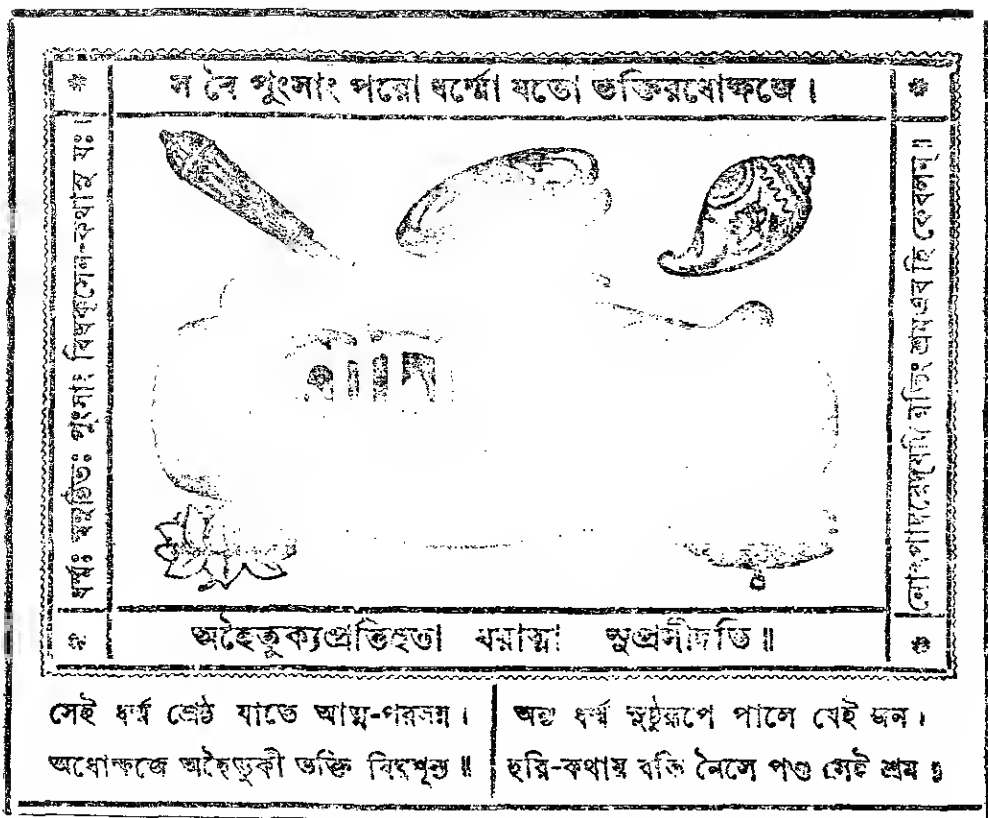 স বৈ পুংসাং পরো ধর্ম্মো যতো ভক্তিরধোক্ষজে।
ধর্ম্মঃ স্বনুষ্ঠিতঃ পুংসাং বিষ্বক্‌সেন-কথাসু যঃ।
নোৎপাদয়েদ্‌যদি রতিং শ্রম এব হি কেবলম্॥
অহৈতুক্যপ্রতিহতা যয়াত্মা সুপ্রসীদতি॥
সেই ধর্ম্ম শ্রেষ্ঠ যাতে আত্ম-পরসন্ন।
অধোক্ষজে অহৈতুকী ভক্তি বিঘ্নশূন্য॥
অন্য ধর্ম্ম সুষ্ঠুরূপে পালে যেই জন।
হরি-কথায় রতি নৈলে পণ্ড সেই শ্রম॥